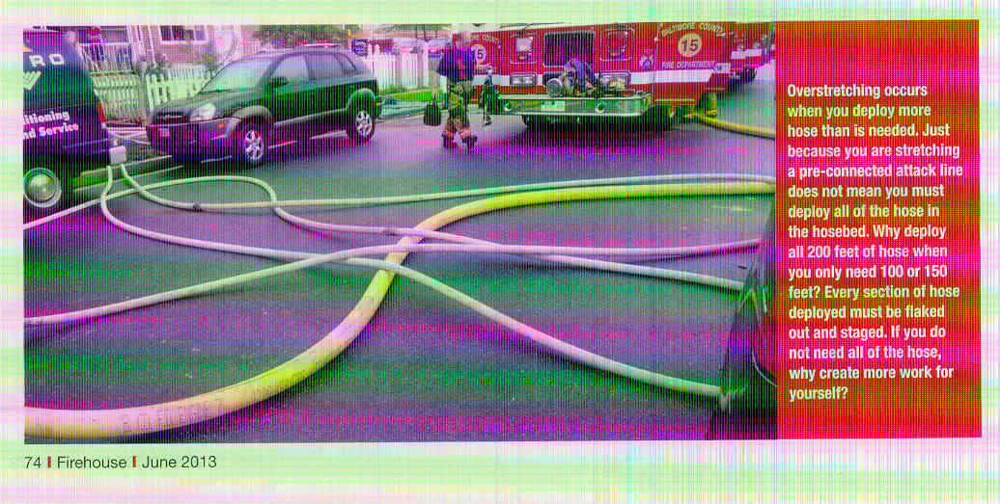 R O
itioning
nd Service
15
BALTIMORE COUNTY
15
FIRE DEPARTMENT
Overstretching occurs
when you deploy more
hose than is needed. Just
because you are stretching
a pre-connected attack line
does not mean you must
deploy all of the hose in
the hosebed. Why deploy
all 200 feet of hose when
you only need 100 or 150
feet? Every section of hose
deployed must be flaked
out and staged. If you do
not need all of the hose,
why create more work for
yourself?
74 | Firehouse | June 2013